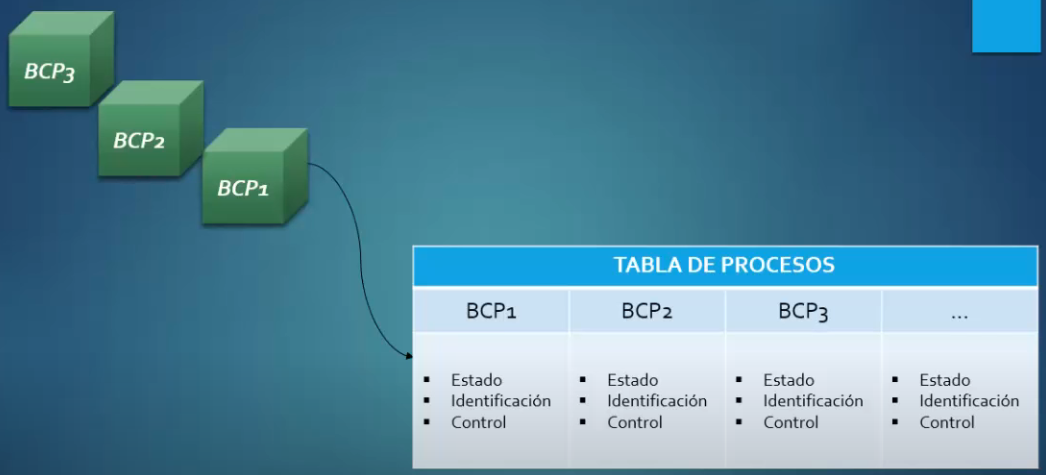 BCP3
BCP2
BCP1
TABLA DE PROCESOS
BCP1 BCP2 BCP3 ...
▪ Estado ▪ Estado ▪ Estado ▪ Estado
▪ Identificación ▪ Identificación ▪ Identificación ▪ Identificación
▪ Control ▪ Control ▪ Control ▪ Control